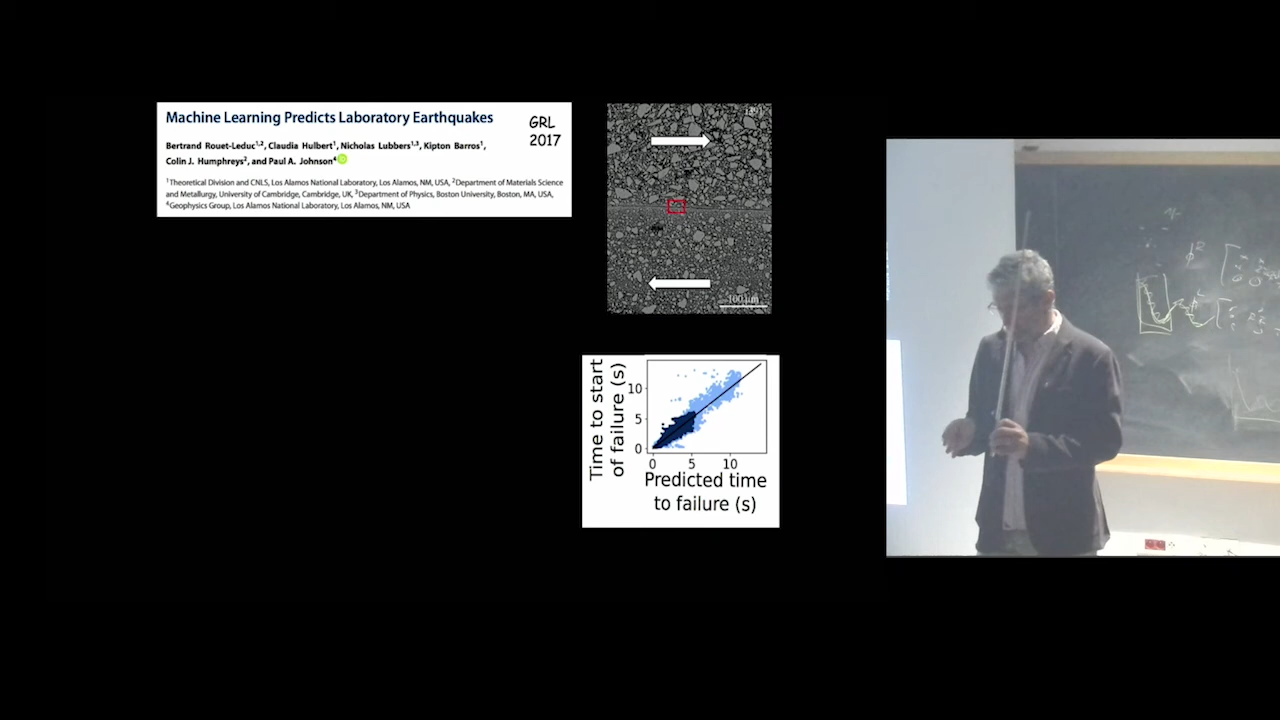 Machine Learning Predicts Laboratory Earthquakes
GRL
2017
Bertrand Rouet-Leduc1,2, Claudia Hulbert1, Nicholas Lubbers1,3, Kipton Barros1,
Colin J. Humphreys2, and Paul A. Johnson4
1Theoretical Division and CNLS, Los Alamos National Laboratory, Los Alamos, NM, USA, 2Department of Materials Science
and Metallurgy, University of Cambridge, Cambridge, UK, 3Department of Physics, Boston University, Boston, MA, USA,
4Geophysics Group, Los Alamos National Laboratory, Los Alamos, NM, USA
100 µm
Time to start
of failure (s)
10
5
0
0 5 10
Predicted time
to failure (s)